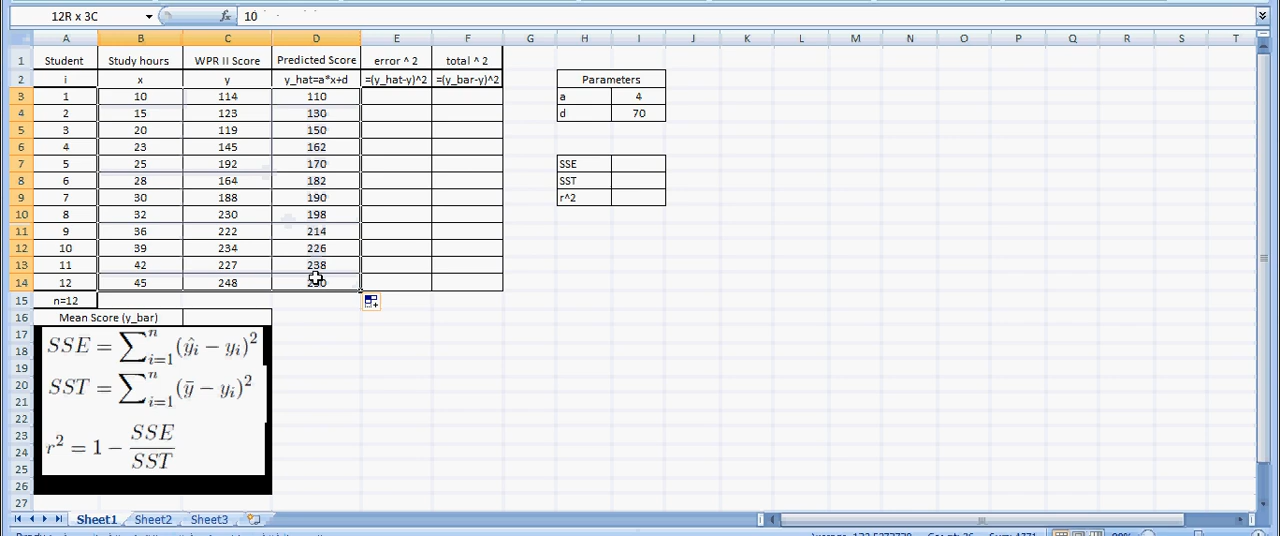 12R x 3C fx 10
A B C D E F G H I J K L M N O P Q R S T
1 Student Study hours WPR II Score Predicted Score error ^ 2 total ^ 2
2 i x y y_hat=a*x+d =(y_hat-y)^2 =(y_bar-y)^2 Parameters
3 1 10 114 110 a 4
4 2 15 123 130 d 70
5 3 20 119 150
6 4 23 145 162
7 5 25 192 170 SSE
8 6 28 164 182 SST
9 7 30 188 190 r^2
10 8 32 230 198
11 9 36 222 214
12 10 39 234 226
13 11 42 227 238
14 12 45 248
15 n=12
16 Mean Score (y_bar)
17
18
19
20
21
22
23
24
25
26
27
SSE = ∑_{i=1}^{n} (ŷ_i − y_i)^2
SST = ∑_{i=1}^{n} (ȳ − y_i)^2
r^2 = 1 − SSE/SST
Sheet1 Sheet2 Sheet3